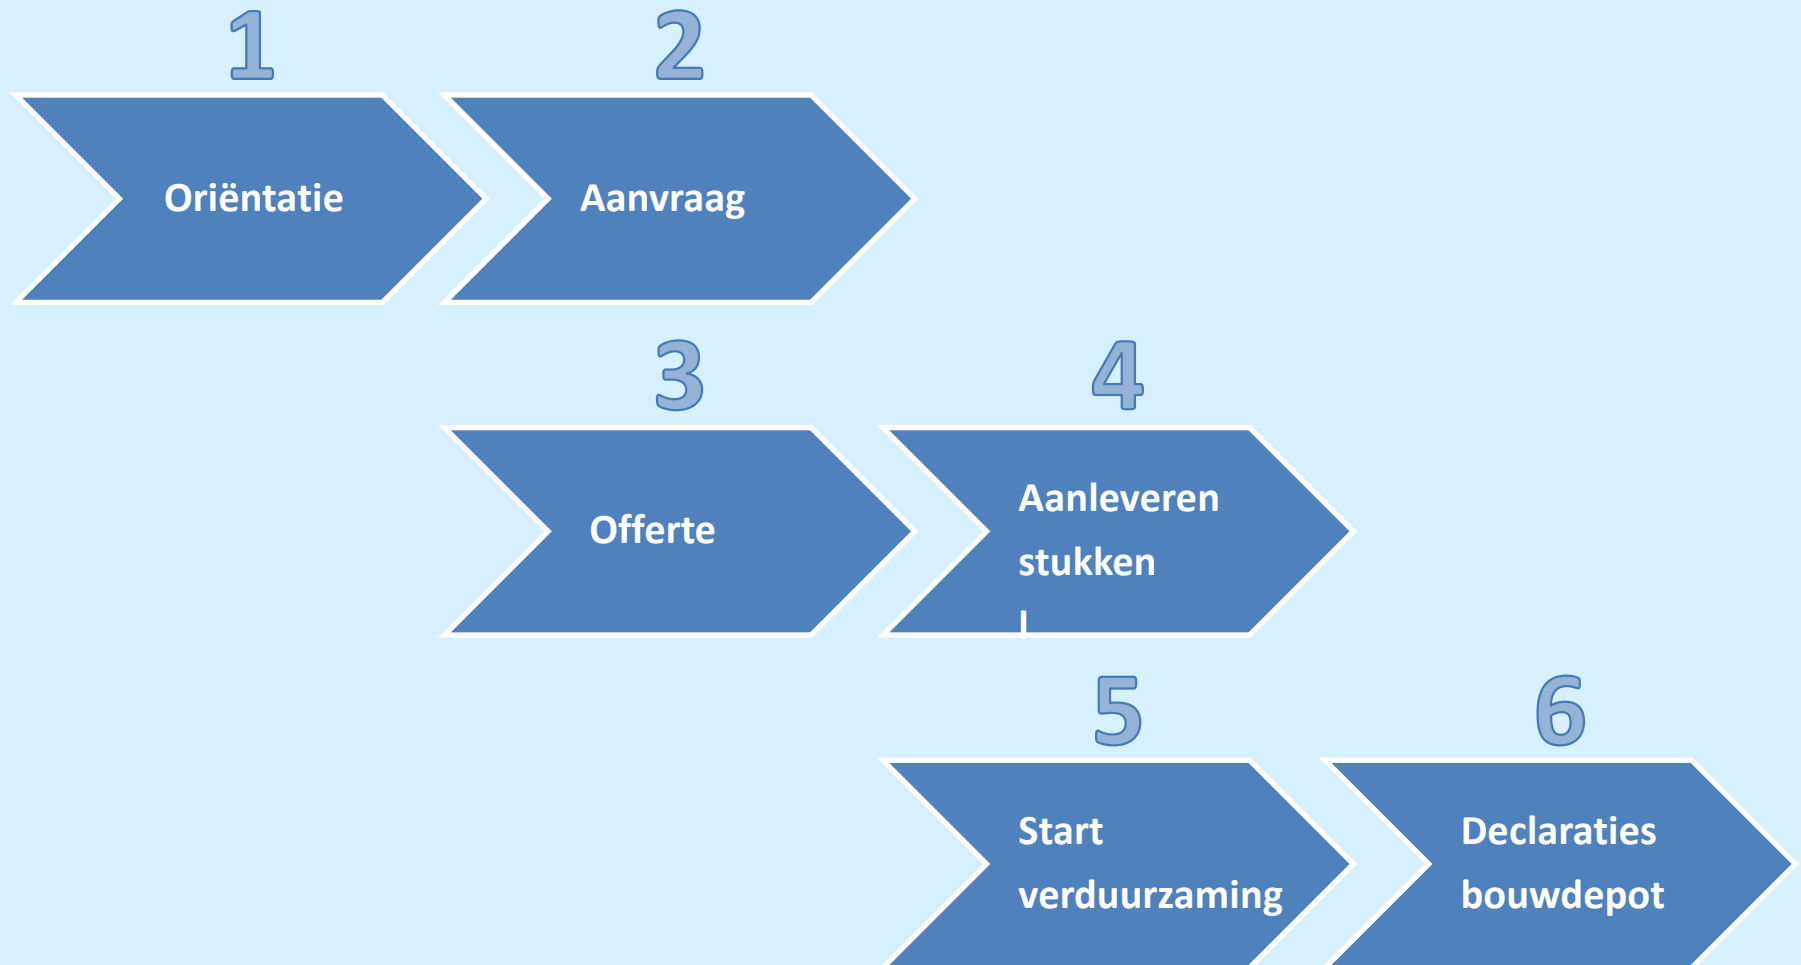 1
2
Oriëntatie
Aanvraag
3
4
Offerte
Aanleveren
stukken
5
6
Start
verduurzaming
Declaraties
bouwdepot